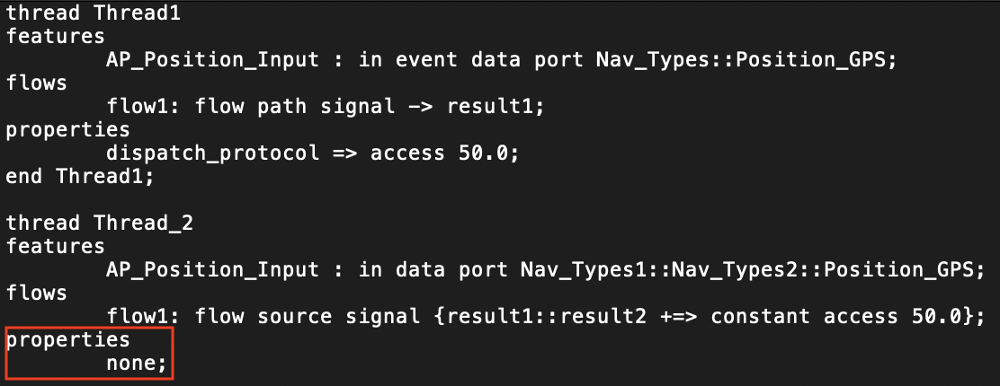 thread Thread1
features
AP_Position_Input : in event data port Nav_Types::Position_GPS;
flows
flow1: flow path signal -> result1;
properties
dispatch_protocol => access 50.0;
end Thread1;
thread Thread_2
features
AP_Position_Input : in data port Nav_Types1::Nav_Types2::Position_GPS;
flows
flow1: flow source signal {result1::result2 +=> constant access 50.0};
properties
none;